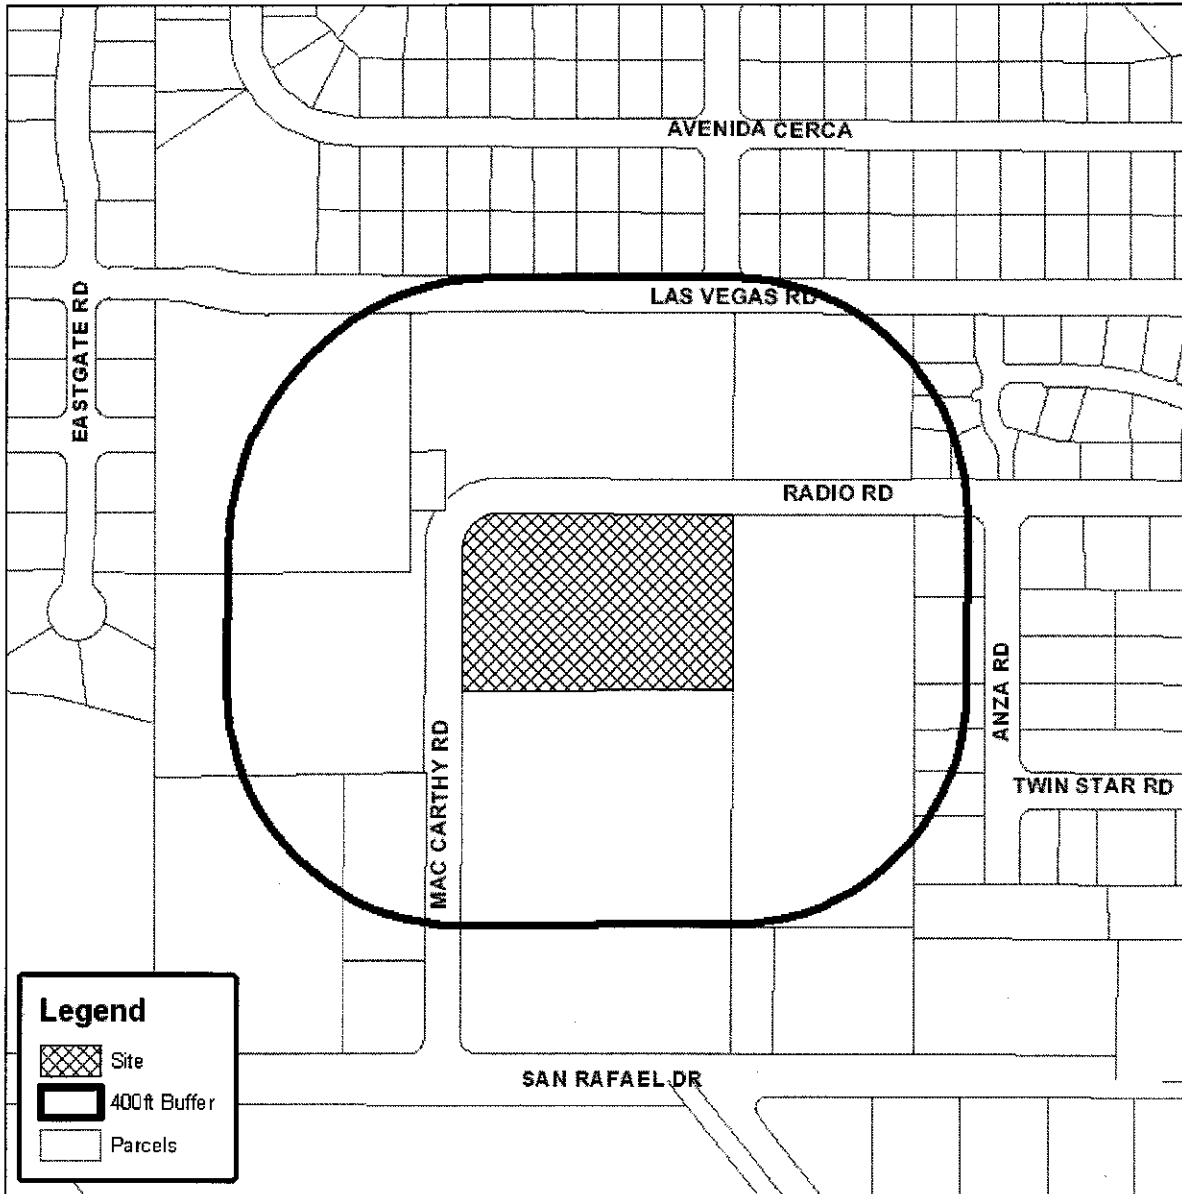 AVENIDA CERCA
LAS VEGAS RD
EASTGATE RD
RADIO RD
ANZA RD
MAC CARTHY RD
TWIN STAR RD
SAN RAFAEL DR
Legend
Site
400ft Buffer
Parcels